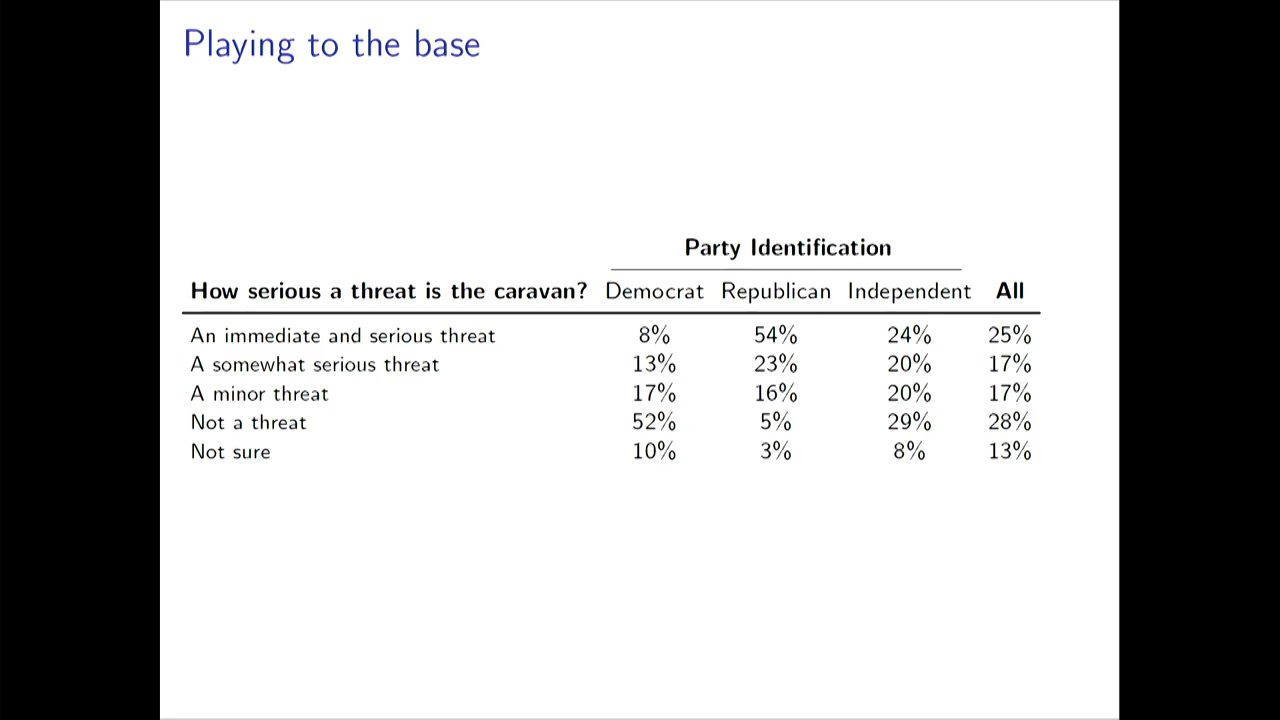 Playing to the base
Party Identification
How serious a threat is the caravan? Democrat Republican Independent All
An immediate and serious threat 8% 54% 24% 25%
A somewhat serious threat 13% 23% 20% 17%
A minor threat 17% 16% 20% 17%
Not a threat 52% 5% 29% 28%
Not sure 10% 3% 8% 13%